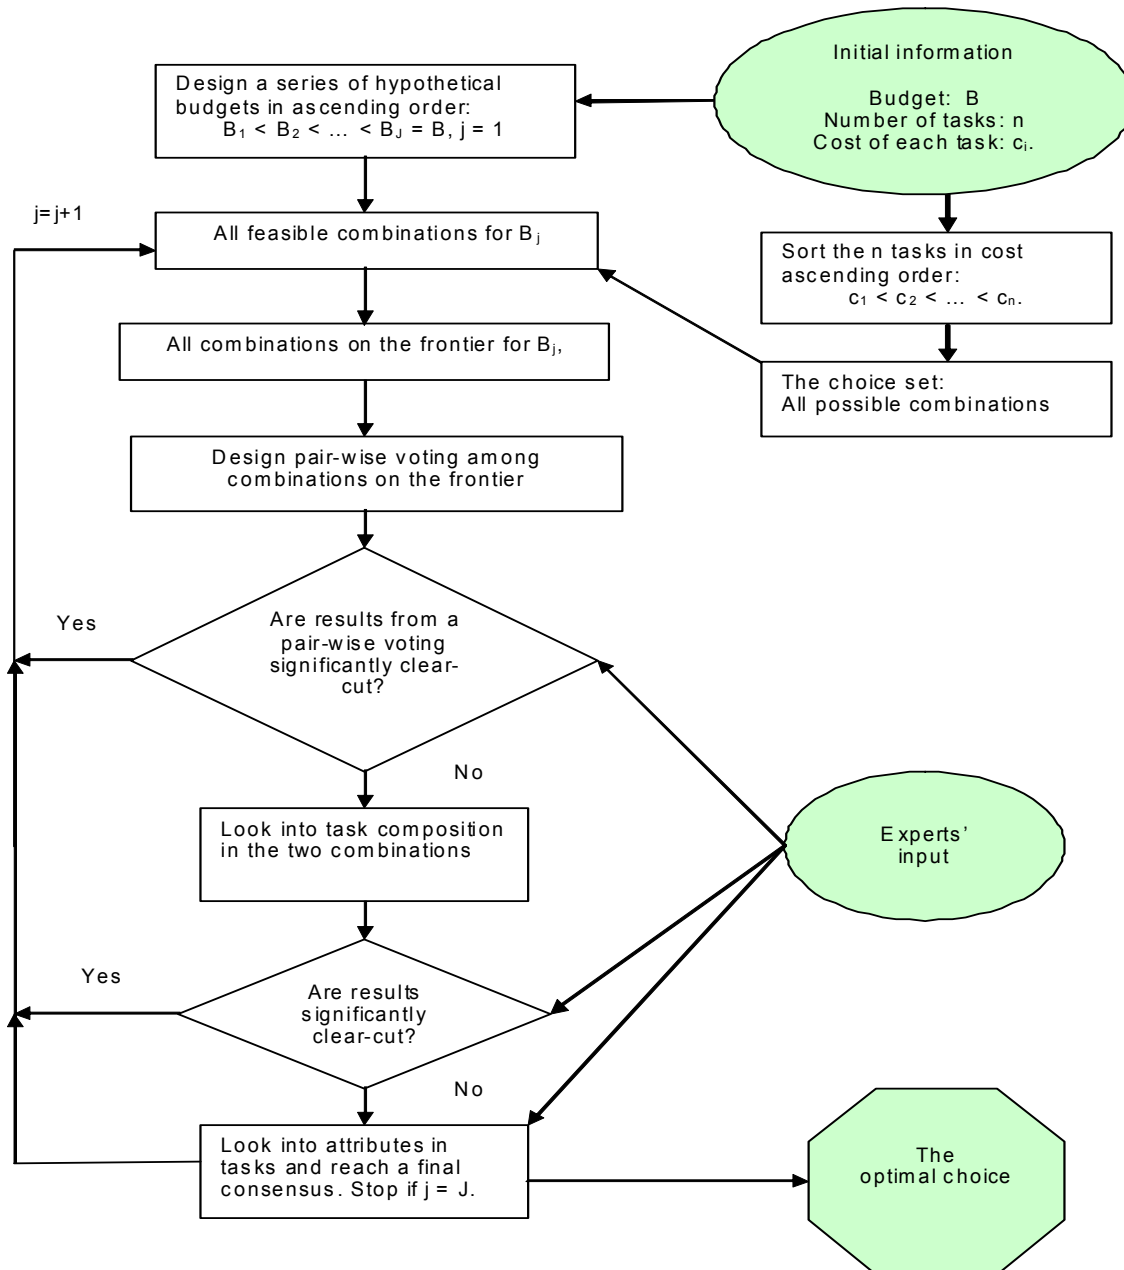 Initial information
Budget: B
Number of tasks: n
Cost of each task: cᵢ.
Design a series of hypothetical
budgets in ascending order:
B₁ < B₂ < ... < B_J = B, j = 1
j=j+1
All feasible combinations for B_j
Sort the n tasks in cost
ascending order:
c₁ < c₂ < ... < cₙ.
All combinations on the frontier for B_j,
The choice set:
All possible combinations
Design pair-wise voting among
combinations on the frontier
Yes
Are results from a
pair-wise voting
significantly clear-
cut?
No
Look into task composition
in the two combinations
Experts'
input
Yes
Are results
significantly
clear-cut?
No
Look into attributes in
tasks and reach a final
consensus. Stop if j = J.
The
optimal choice